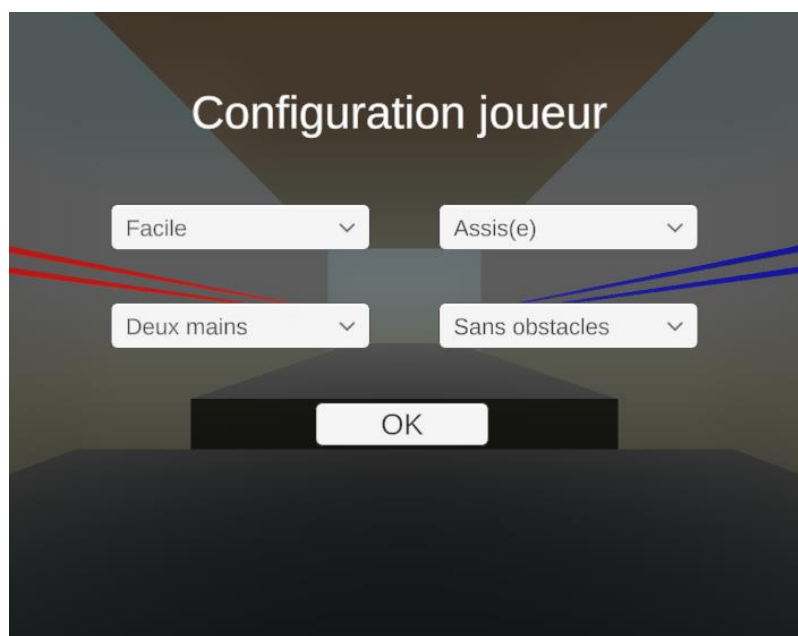 Configuration joueur
Facile
Assis(e)
Deux mains
Sans obstacles
OK